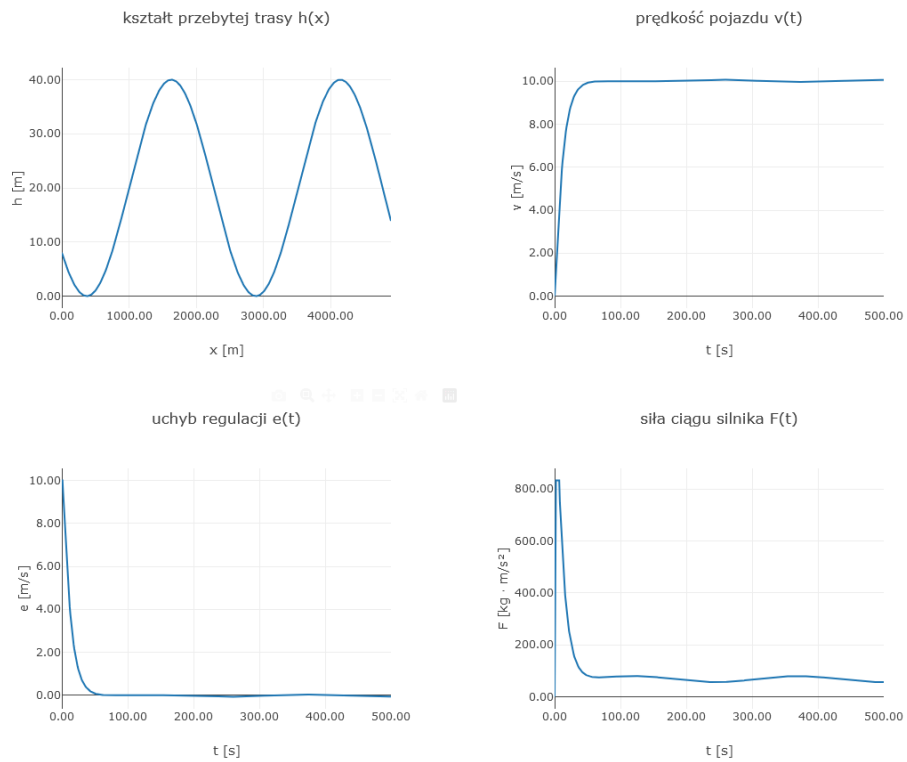 kształt przebytej trasy h(x)
40.00
30.00
20.00
10.00
0.00
h [m]
0.00 1000.00 2000.00 3000.00 4000.00
x [m]
prędkość pojazdu v(t)
10.00
8.00
6.00
4.00
2.00
0.00
v [m/s]
0.00 100.00 200.00 300.00 400.00 500.00
t [s]
uchyb regulacji e(t)
10.00
8.00
6.00
4.00
2.00
0.00
e [m/s]
0.00 100.00 200.00 300.00 400.00 500.00
t [s]
siła ciągu silnika F(t)
800.00
600.00
400.00
200.00
0.00
F [kg · m/s²]
0.00 100.00 200.00 300.00 400.00 500.00
t [s]